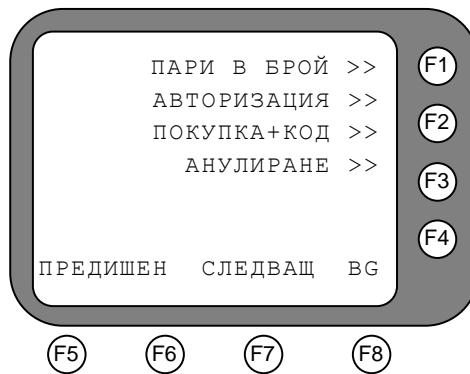 ПАРИ В БРОЙ >> F1
АВТОРИЗАЦИЯ >>
F2
ПОКУПКА+КОД >>
АНУЛИРАНЕ >> F3
F4
ПРЕДИШЕН СЛЕДВАЩ BG
F5 F6 F7 F8